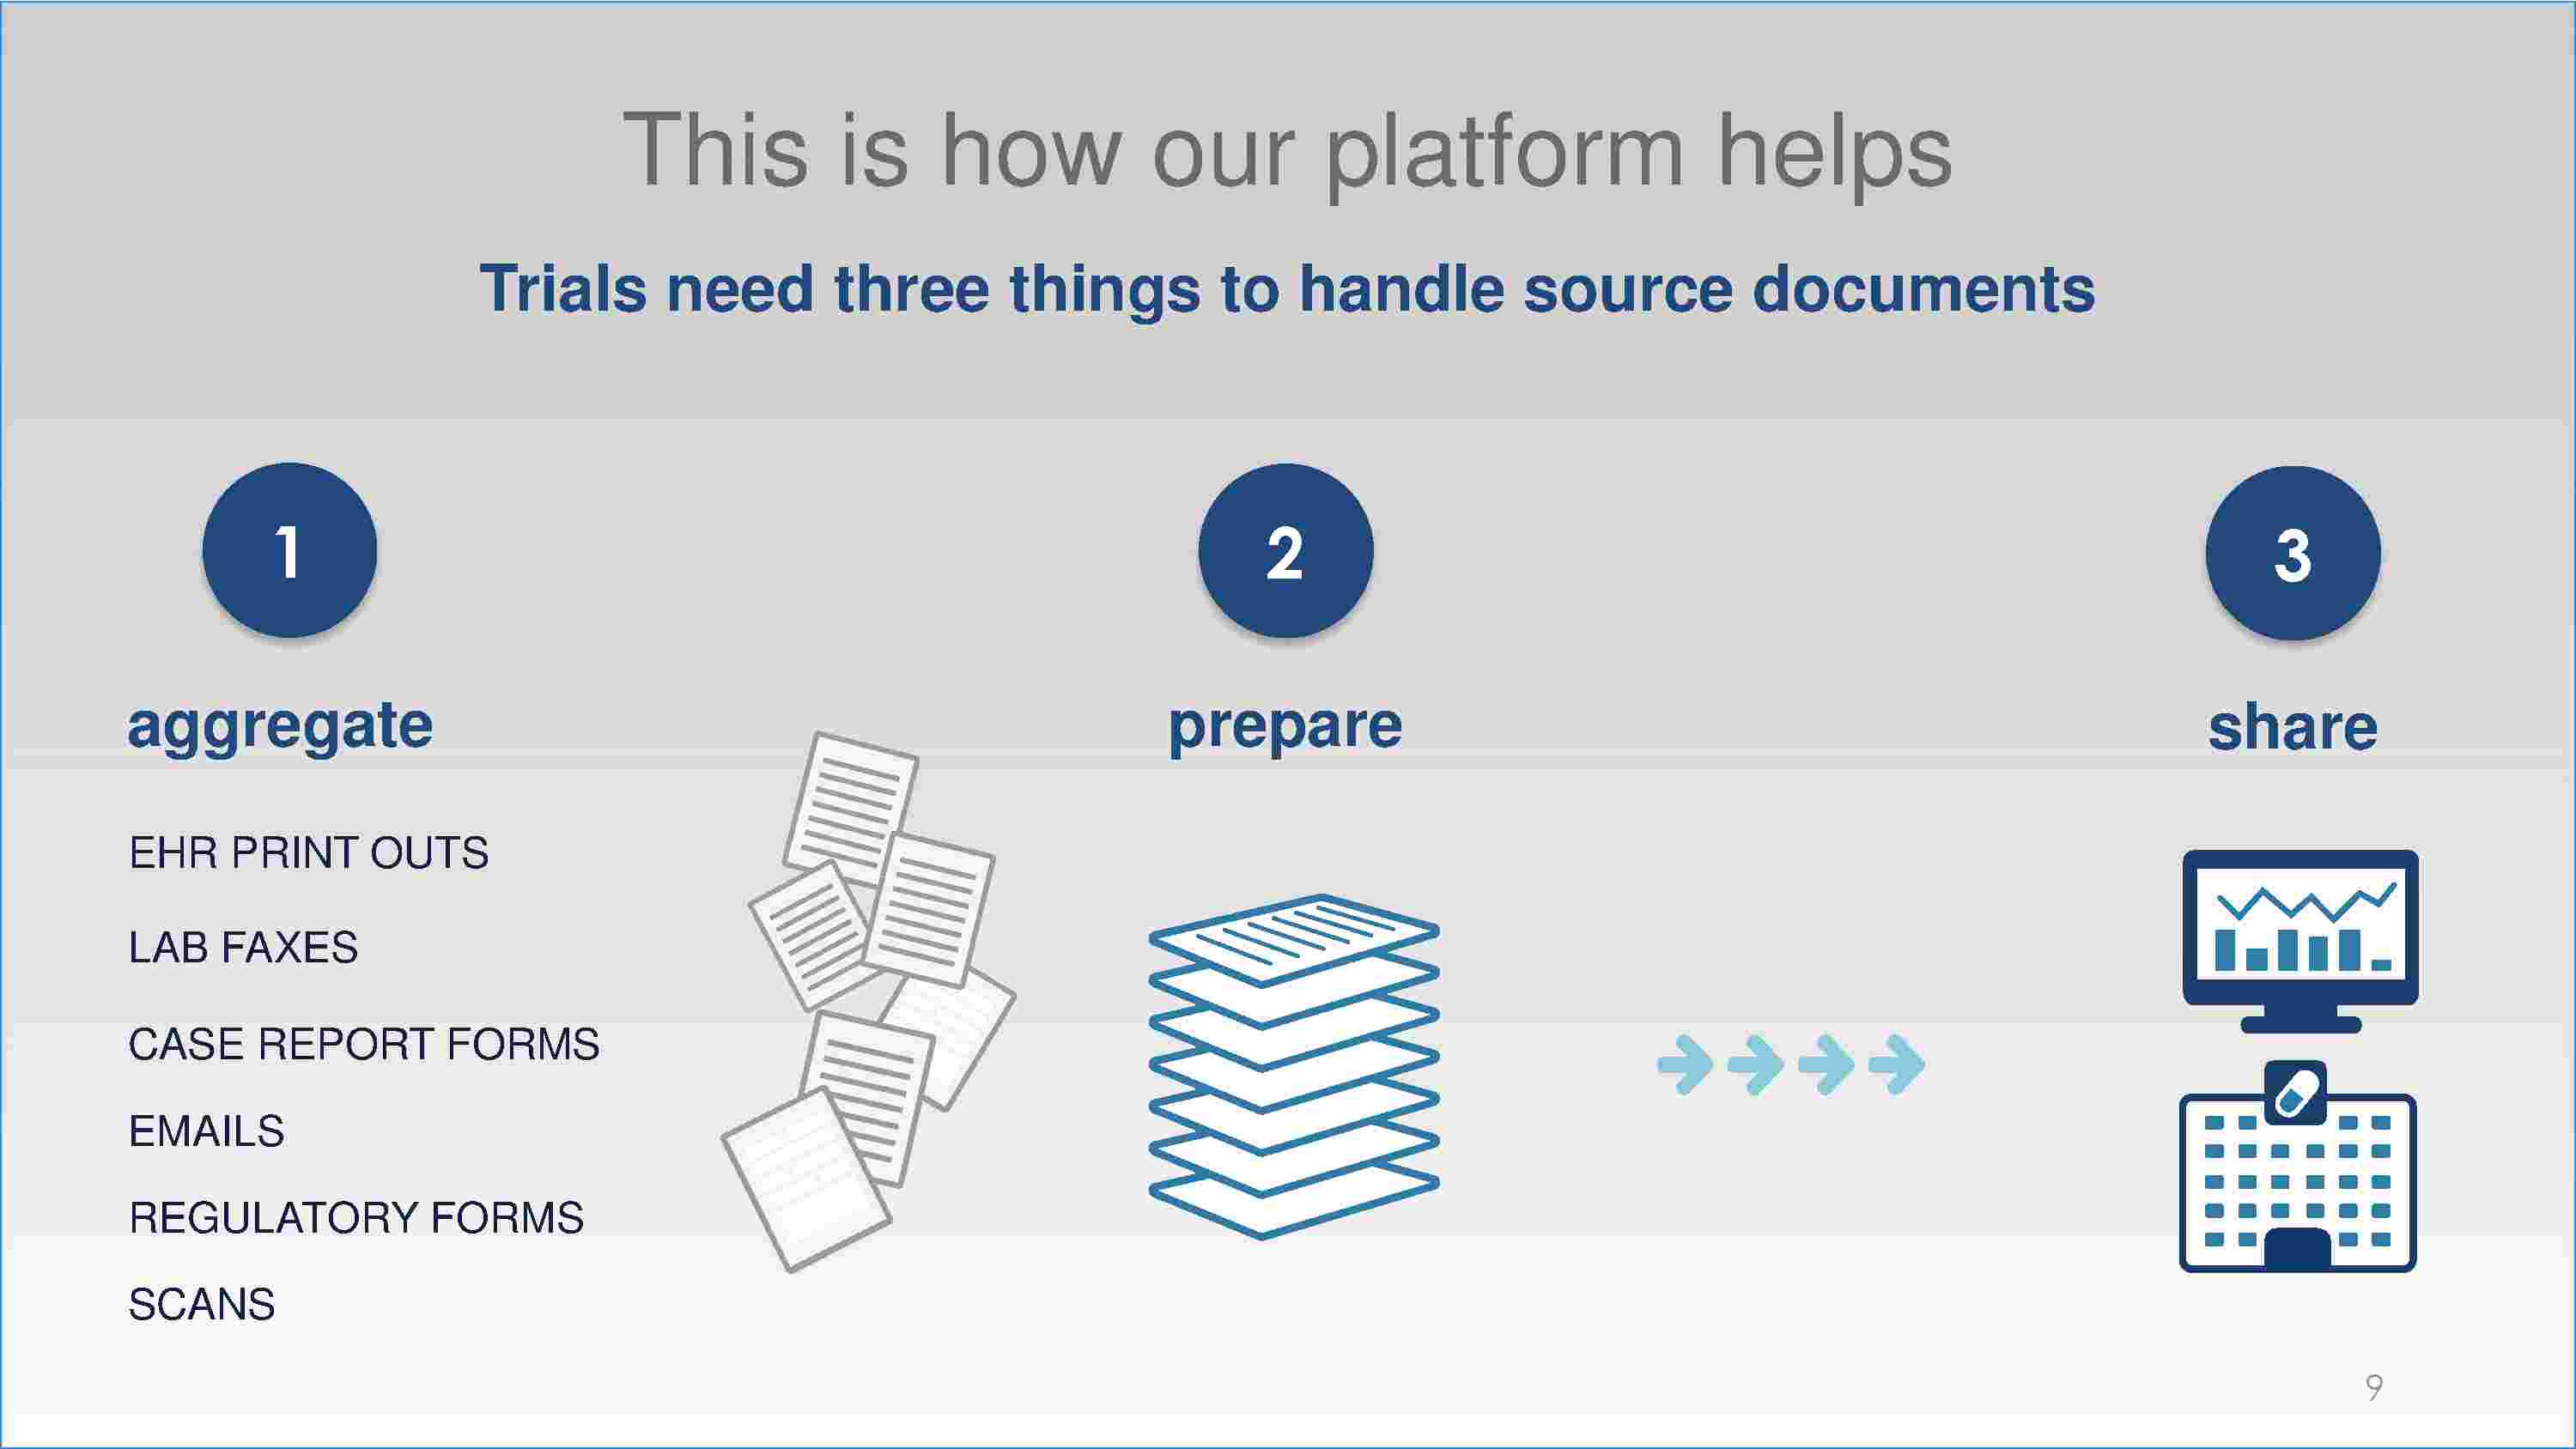 This is how our platform helps
Trials need three things to handle source documents
1
2
3
aggregate
prepare
share
EHR PRINT OUTS
LAB FAXES
CASE REPORT FORMS
EMAILS
REGULATORY FORMS
SCANS
9